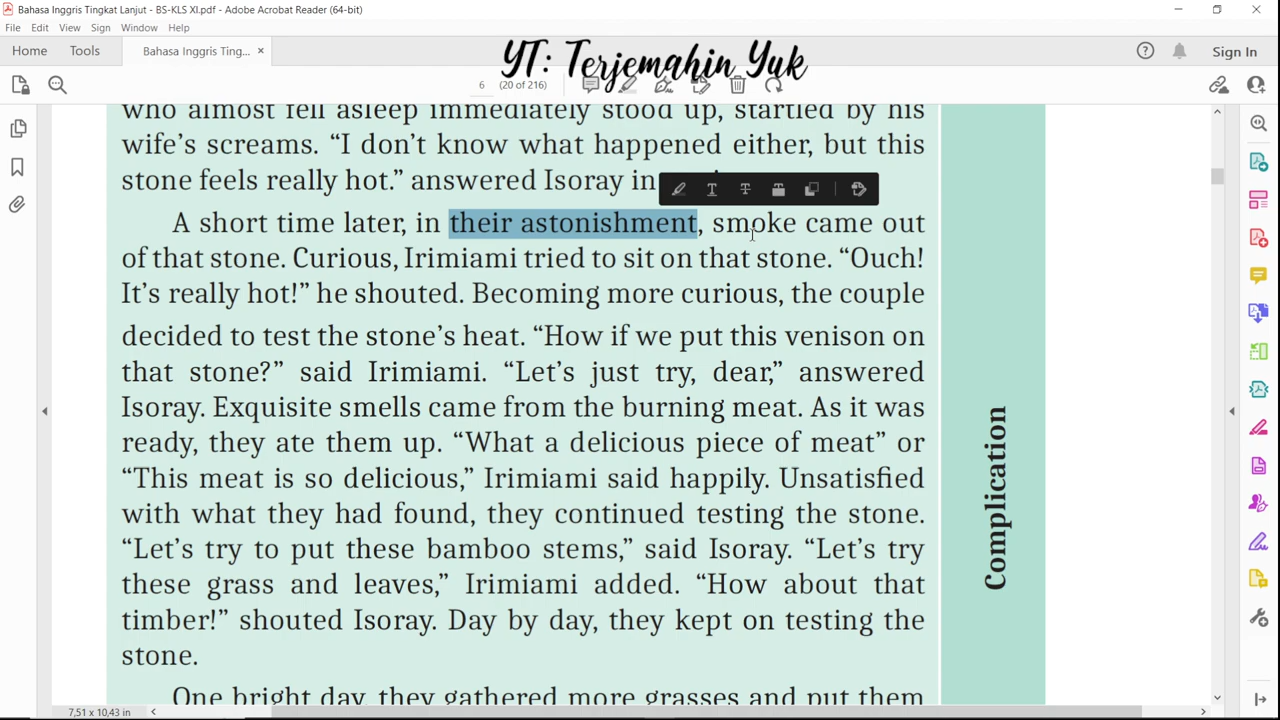 Bahasa Inggris Tingkat Lanjut - BS-KLS XI.pdf - Adobe Acrobat Reader (64-bit)
File Edit View Sign Window Help
Home Tools Bahasa Inggris Ting... × Sign In
YT: Terjemahin Yuk
6 (20 of 216)
who almost fell asleep immediately stood up, startled by his
wife’s screams. “I don’t know what happened either, but this
stone feels really hot.” answered Isoray in
A short time later, in their astonishment, smoke came out
of that stone. Curious, Irimiami tried to sit on that stone. “Ouch!
It’s really hot!” he shouted. Becoming more curious, the couple
decided to test the stone’s heat. “How if we put this venison on
that stone?” said Irimiami. “Let’s just try, dear,” answered
Isoray. Exquisite smells came from the burning meat. As it was
ready, they ate them up. “What a delicious piece of meat” or
“This meat is so delicious,” Irimiami said happily. Unsatisfied
with what they had found, they continued testing the stone.
“Let’s try to put these bamboo stems,” said Isoray. “Let’s try
these grass and leaves,” Irimiami added. “How about that
timber!” shouted Isoray. Day by day, they kept on testing the
stone.
One bright day, they gathered more grasses and put them
Complication
7,51 x 10,43 in